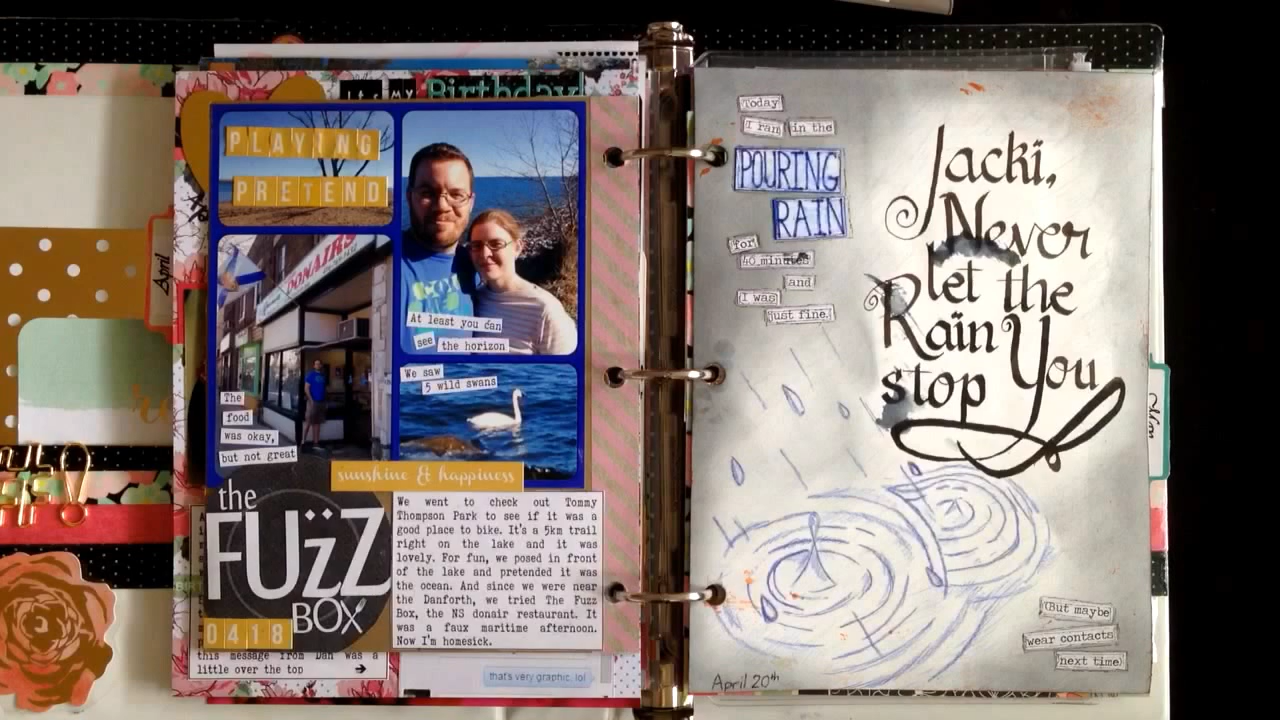 It's my
Birthday!
PLAYING
PRETEND
DONAIRS
At least you can
see the horizon
We saw
5 wild swans
The
food
was okay,
but not great
sunshine & happiness
the
FUZZ
BOX
0418
We went to check out Tommy
Thompson Park to see if it was a
good place to bike. It's a 5km trail
right on the lake and it was
lovely. For fun, we posed in front
of the lake and pretended it was
the ocean. And since we were near
the Danforth, we tried The Fuzz
Box, the NS donair restaurant. It
was a faux maritime afternoon.
Now I'm homesick.
this message from Dan was a
little over the top
that's very graphic. lol
April
Today
I ran in the
POURING
RAIN
for
40 minutes
and
I was
just fine.
Jacki,
Never
let the
Rain You
stop
(But maybe
wear contacts
next time)
April 20th